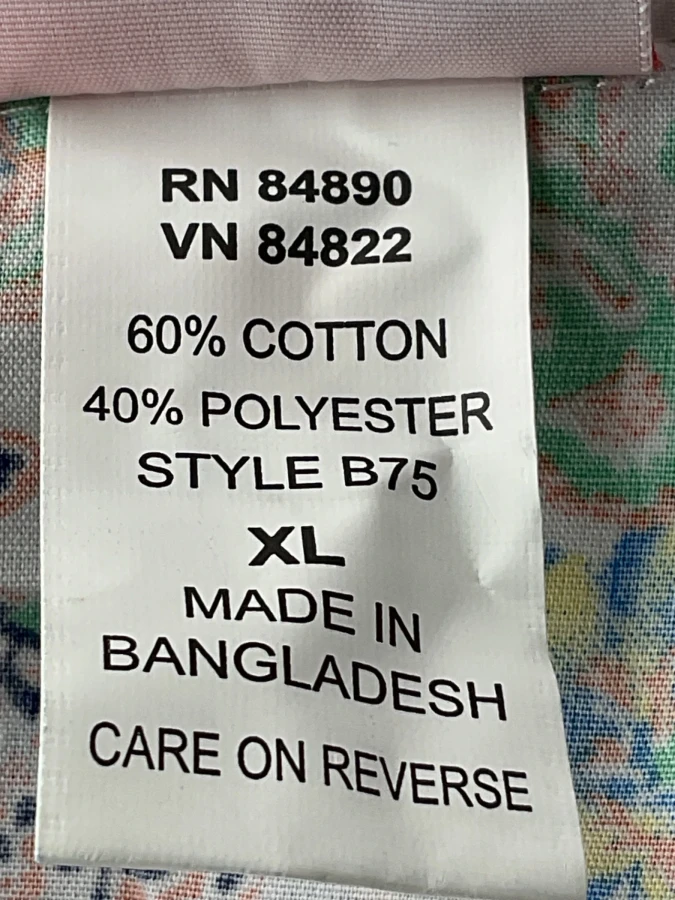 RN 84890
VN 84822
60% COTTON
40% POLYESTER
STYLE B75
XL
MADE IN
BANGLADESH
CARE ON REVERSE